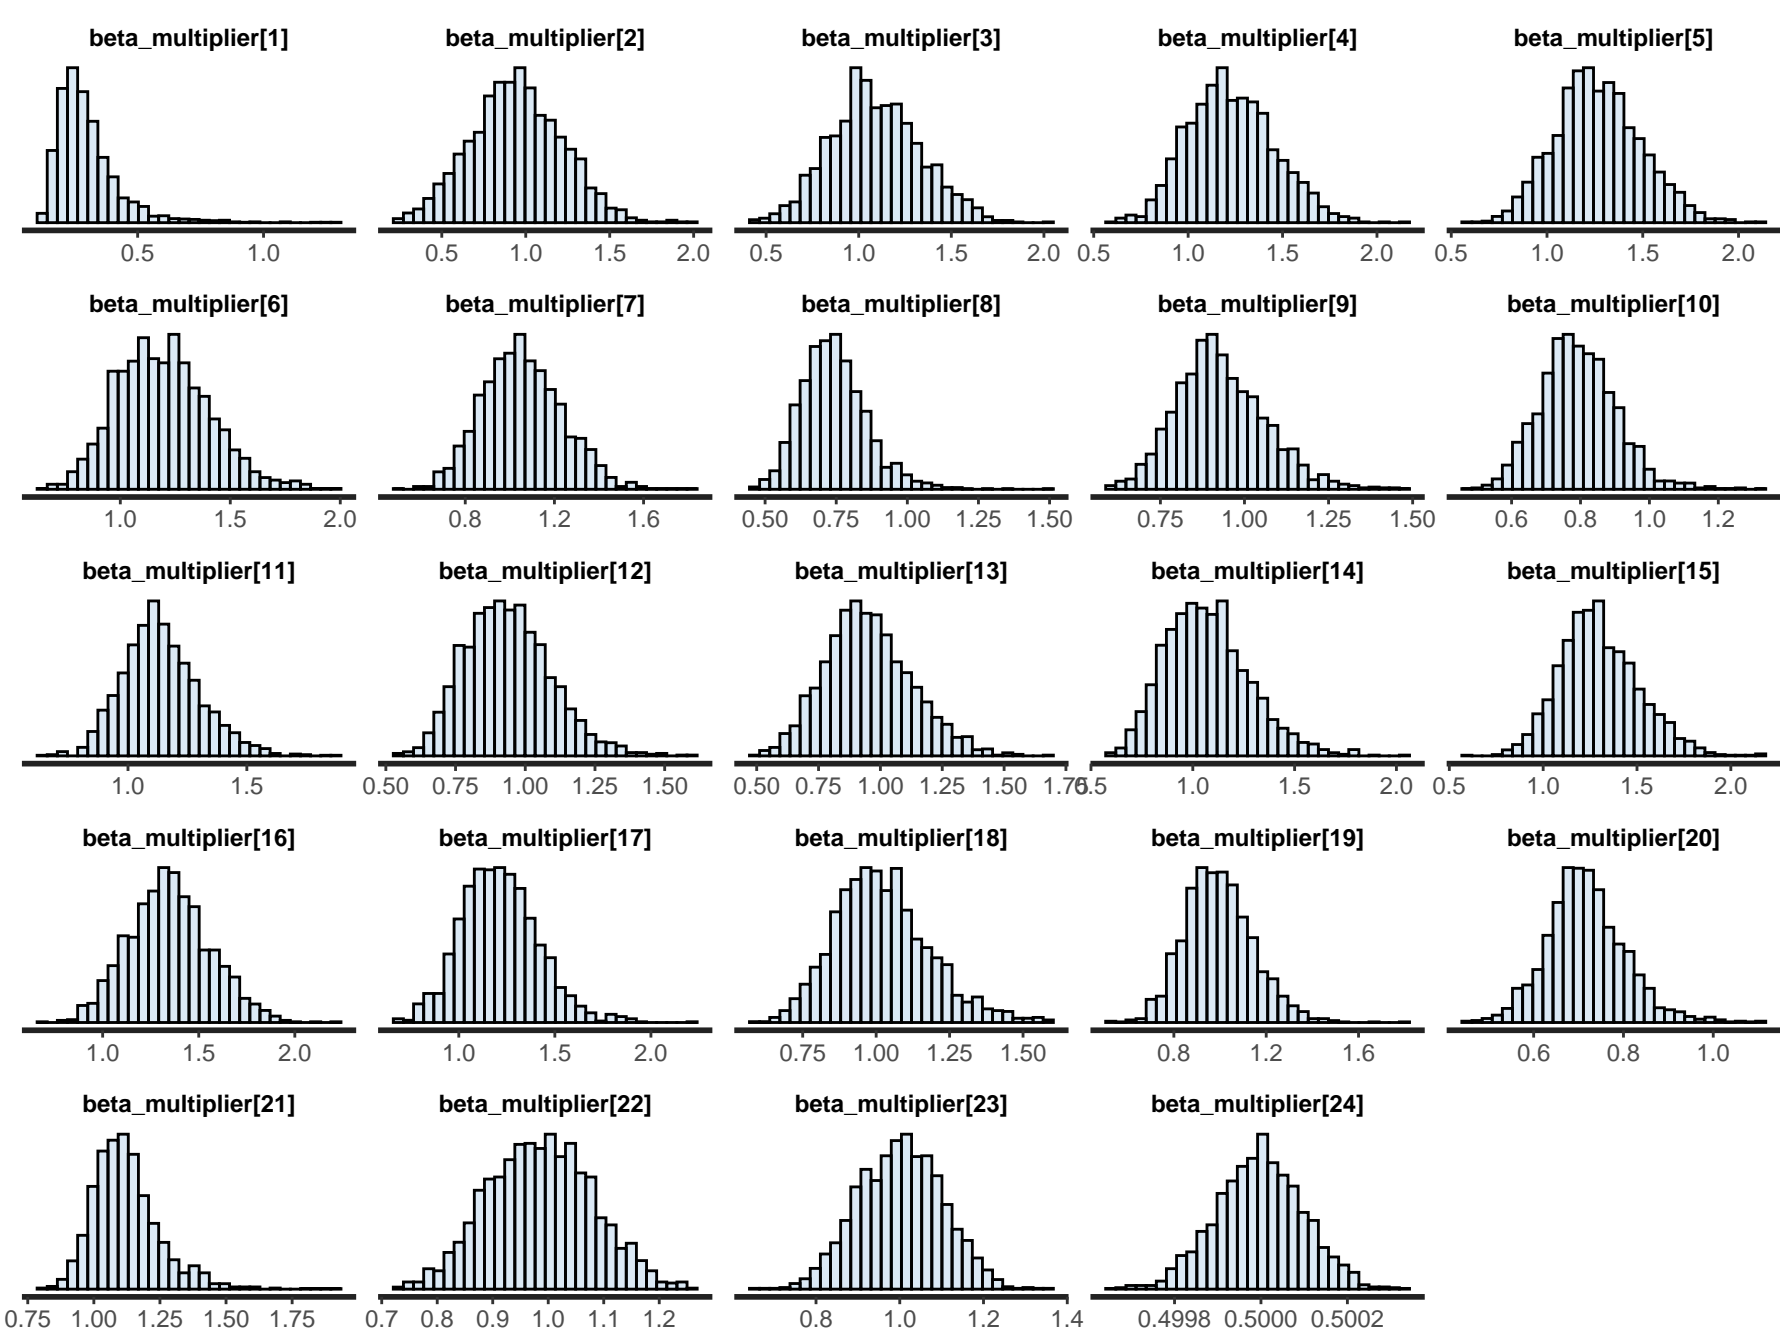 beta_multiplier[1] beta_multiplier[2] beta_multiplier[3] beta_multiplier[4] beta_multiplier[5]
0.5 1.0 0.5 1.0 1.5 2.0 0.5 1.0 1.5 2.0 0.5 1.0 1.5 2.0 0.5 1.0 1.5 2.0
beta_multiplier[6] beta_multiplier[7] beta_multiplier[8] beta_multiplier[9] beta_multiplier[10]
1.0 1.5 2.0 0.8 1.2 1.6 0.50 0.75 1.00 1.25 1.50 0.75 1.00 1.25 1.50 0.6 0.8 1.0 1.2
beta_multiplier[11] beta_multiplier[12] beta_multiplier[13] beta_multiplier[14] beta_multiplier[15]
1.0 1.5 0.50 0.75 1.00 1.25 1.50 0.50 0.75 1.00 1.25 1.50 1.75 0.5 1.0 1.5 2.0 0.5 1.0 1.5 2.0
beta_multiplier[16] beta_multiplier[17] beta_multiplier[18] beta_multiplier[19] beta_multiplier[20]
1.0 1.5 2.0 1.0 1.5 2.0 0.75 1.00 1.25 1.50 0.8 1.2 1.6 0.6 0.8 1.0
beta_multiplier[21] beta_multiplier[22] beta_multiplier[23] beta_multiplier[24]
0.75 1.00 1.25 1.50 1.75 0.7 0.8 0.9 1.0 1.1 1.2 0.8 1.0 1.2 1.4 0.4998 0.5000 0.5002